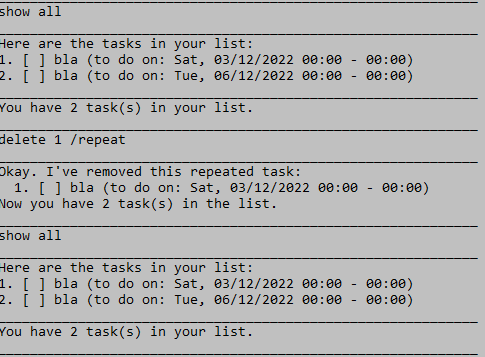 show all
Here are the tasks in your list:
1. [ ] bla (to do on: Sat, 03/12/2022 00:00 - 00:00)
2. [ ] bla (to do on: Tue, 06/12/2022 00:00 - 00:00)
You have 2 task(s) in your list.
delete 1 /repeat
Okay. I've removed this repeated task:
1. [ ] bla (to do on: Sat, 03/12/2022 00:00 - 00:00)
Now you have 2 task(s) in the list.
show all
Here are the tasks in your list:
1. [ ] bla (to do on: Sat, 03/12/2022 00:00 - 00:00)
2. [ ] bla (to do on: Tue, 06/12/2022 00:00 - 00:00)
You have 2 task(s) in your list.